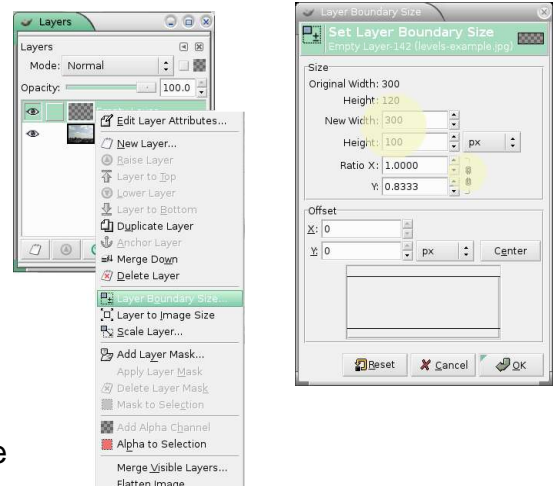 Layers
Layers
Mode: Normal
Opacity: 100.0
Empty Layer
Edit Layer Attributes...
New Layer...
Raise Layer
Layer to Top
Lower Layer
Layer to Bottom
Duplicate Layer
Anchor Layer
Merge Down
Delete Layer
Layer Boundary Size...
Layer to Image Size
Scale Layer...
Add Layer Mask...
Apply Layer Mask
Delete Layer Mask
Mask to Selection
Add Alpha Channel
Alpha to Selection
Merge Visible Layers...
Flatten Image
e
Layer Boundary Size
Set Layer Boundary Size
Empty Layer-142 (levels-example.jpg)
Size
Original Width: 300
Height: 120
New Width: 300
Height: 100
px
Ratio X: 1.0000
Y: 0.8333
Offset
X: 0
Y: 0
px
Center
Reset
Cancel
OK